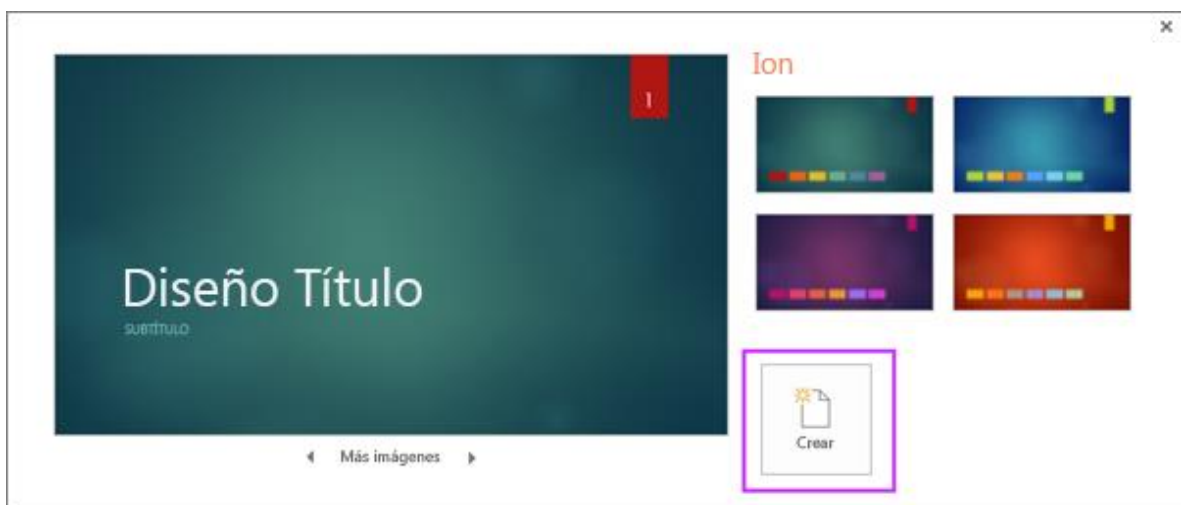 Ion
1
Diseño Título
SUBTÍTULO
Más imágenes
Crear